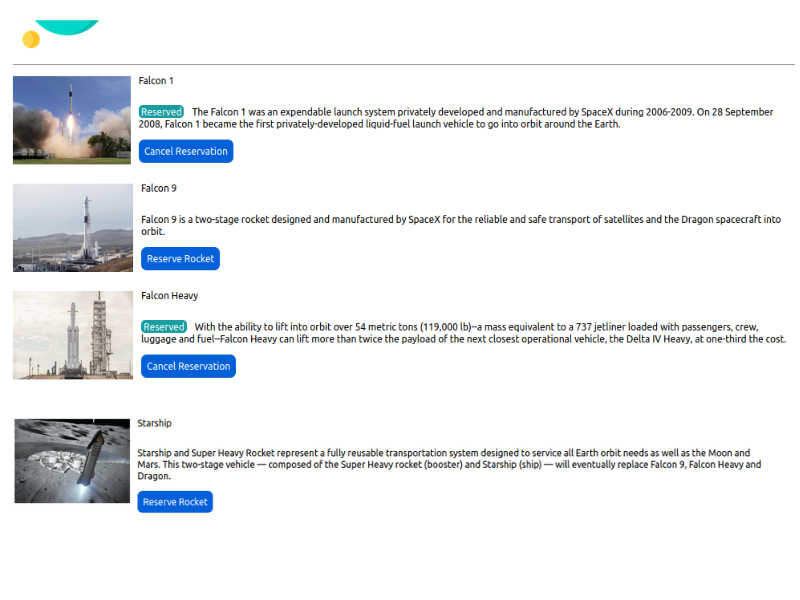 Falcon 1
Reserved The Falcon 1 was an expendable launch system privately developed and manufactured by SpaceX during 2006-2009. On 28 September
2008, Falcon 1 became the first privately-developed liquid-fuel launch vehicle to go into orbit around the Earth.
Cancel Reservation
Falcon 9
Falcon 9 is a two-stage rocket designed and manufactured by SpaceX for the reliable and safe transport of satellites and the Dragon spacecraft into
orbit.
Reserve Rocket
Falcon Heavy
Reserved With the ability to lift into orbit over 54 metric tons (119,000 lb)--a mass equivalent to a 737 jetliner loaded with passengers, crew,
luggage and fuel--Falcon Heavy can lift more than twice the payload of the next closest operational vehicle, the Delta IV Heavy, at one-third the cost.
Cancel Reservation
Starship
Starship and Super Heavy Rocket represent a fully reusable transportation system designed to service all Earth orbit needs as well as the Moon and
Mars. This two-stage vehicle — composed of the Super Heavy rocket (booster) and Starship (ship) — will eventually replace Falcon 9, Falcon Heavy and
Dragon.
Reserve Rocket